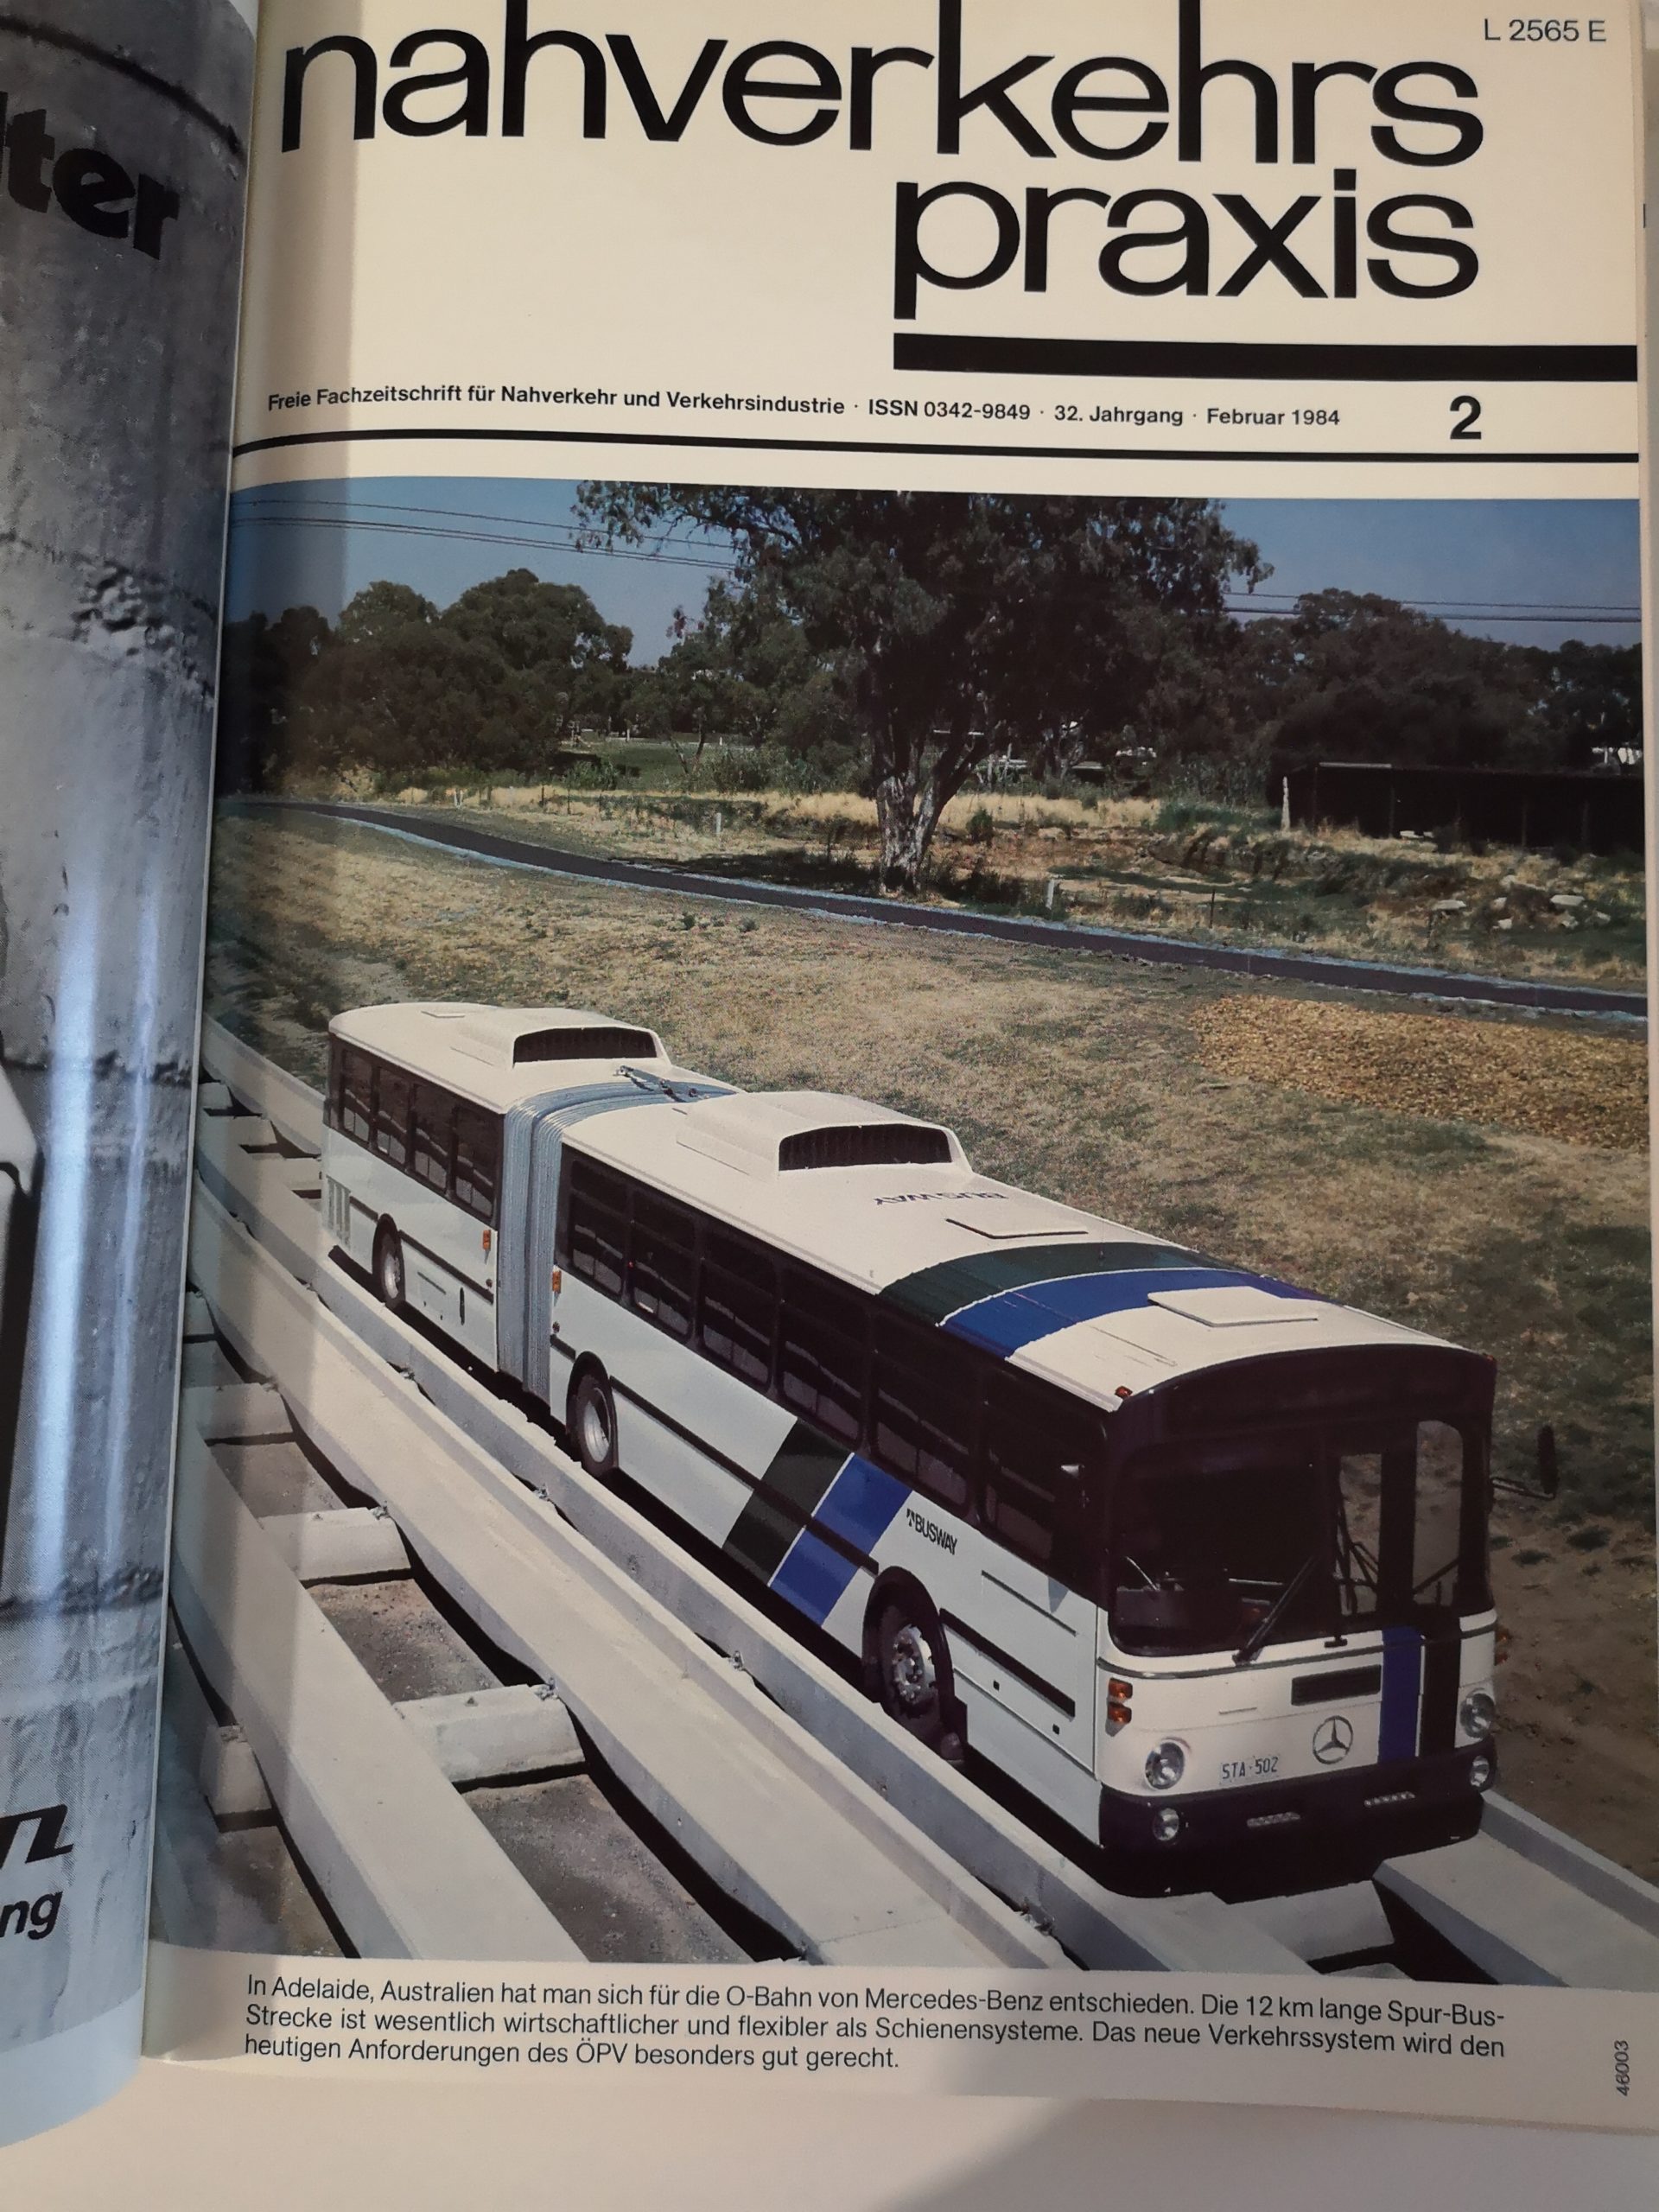 lter
nz
ng
L 2565 E
nahverkehrs
praxis
Freie Fachzeitschrift für Nahverkehr und Verkehrsindustrie · ISSN 0342-9849 · 32. Jahrgang · Februar 1984
2
BUSWAY
BUSWAY
STA·502
In Adelaide, Australien hat man sich für die O-Bahn von Mercedes-Benz entschieden. Die 12 km lange Spur-Bus-
Strecke ist wesentlich wirtschaftlicher und flexibler als Schienensysteme. Das neue Verkehrssystem wird den
heutigen Anforderungen des ÖPV besonders gut gerecht.
46003